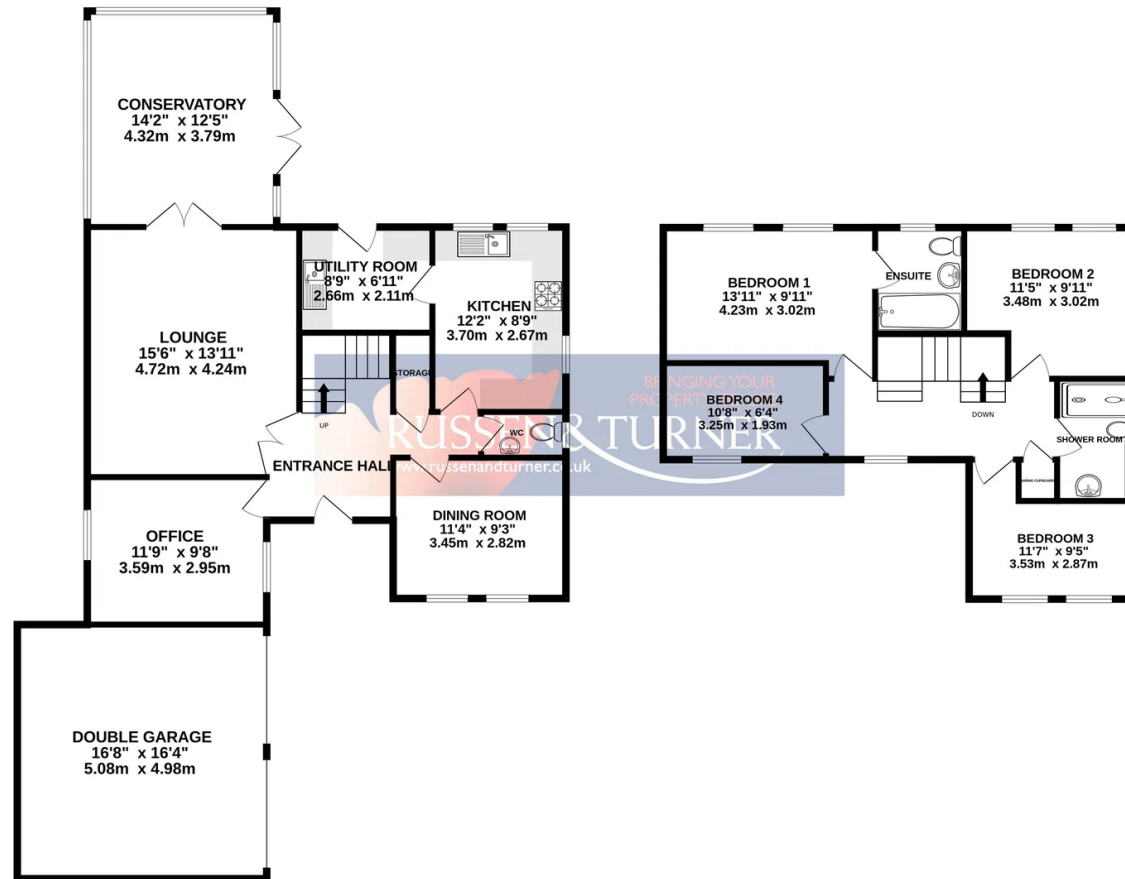 CONSERVATORY
14'2" x 12'5"
4.32m x 3.79m
UTILITY ROOM
8'9" x 6'11"
2.66m x 2.11m
KITCHEN
12'2" x 8'9"
3.70m x 2.67m
LOUNGE
15'6" x 13'11"
4.72m x 4.24m
STORAGE
UP
WC
ENTRANCE HALL
DINING ROOM
11'4" x 9'3"
3.45m x 2.82m
OFFICE
11'9" x 9'8"
3.59m x 2.95m
DOUBLE GARAGE
16'8" x 16'4"
5.08m x 4.98m
BEDROOM 1
13'11" x 9'11"
4.23m x 3.02m
ENSUITE
BEDROOM 2
11'5" x 9'11"
3.48m x 3.02m
BEDROOM 4
10'8" x 6'4"
3.25m x 1.93m
DOWN
SHOWER ROOM
BEDROOM 3
11'7" x 9'5"
3.53m x 2.87m
BRINGING YOUR
RUSSEN & TURNER
www.russenandturner.co.uk